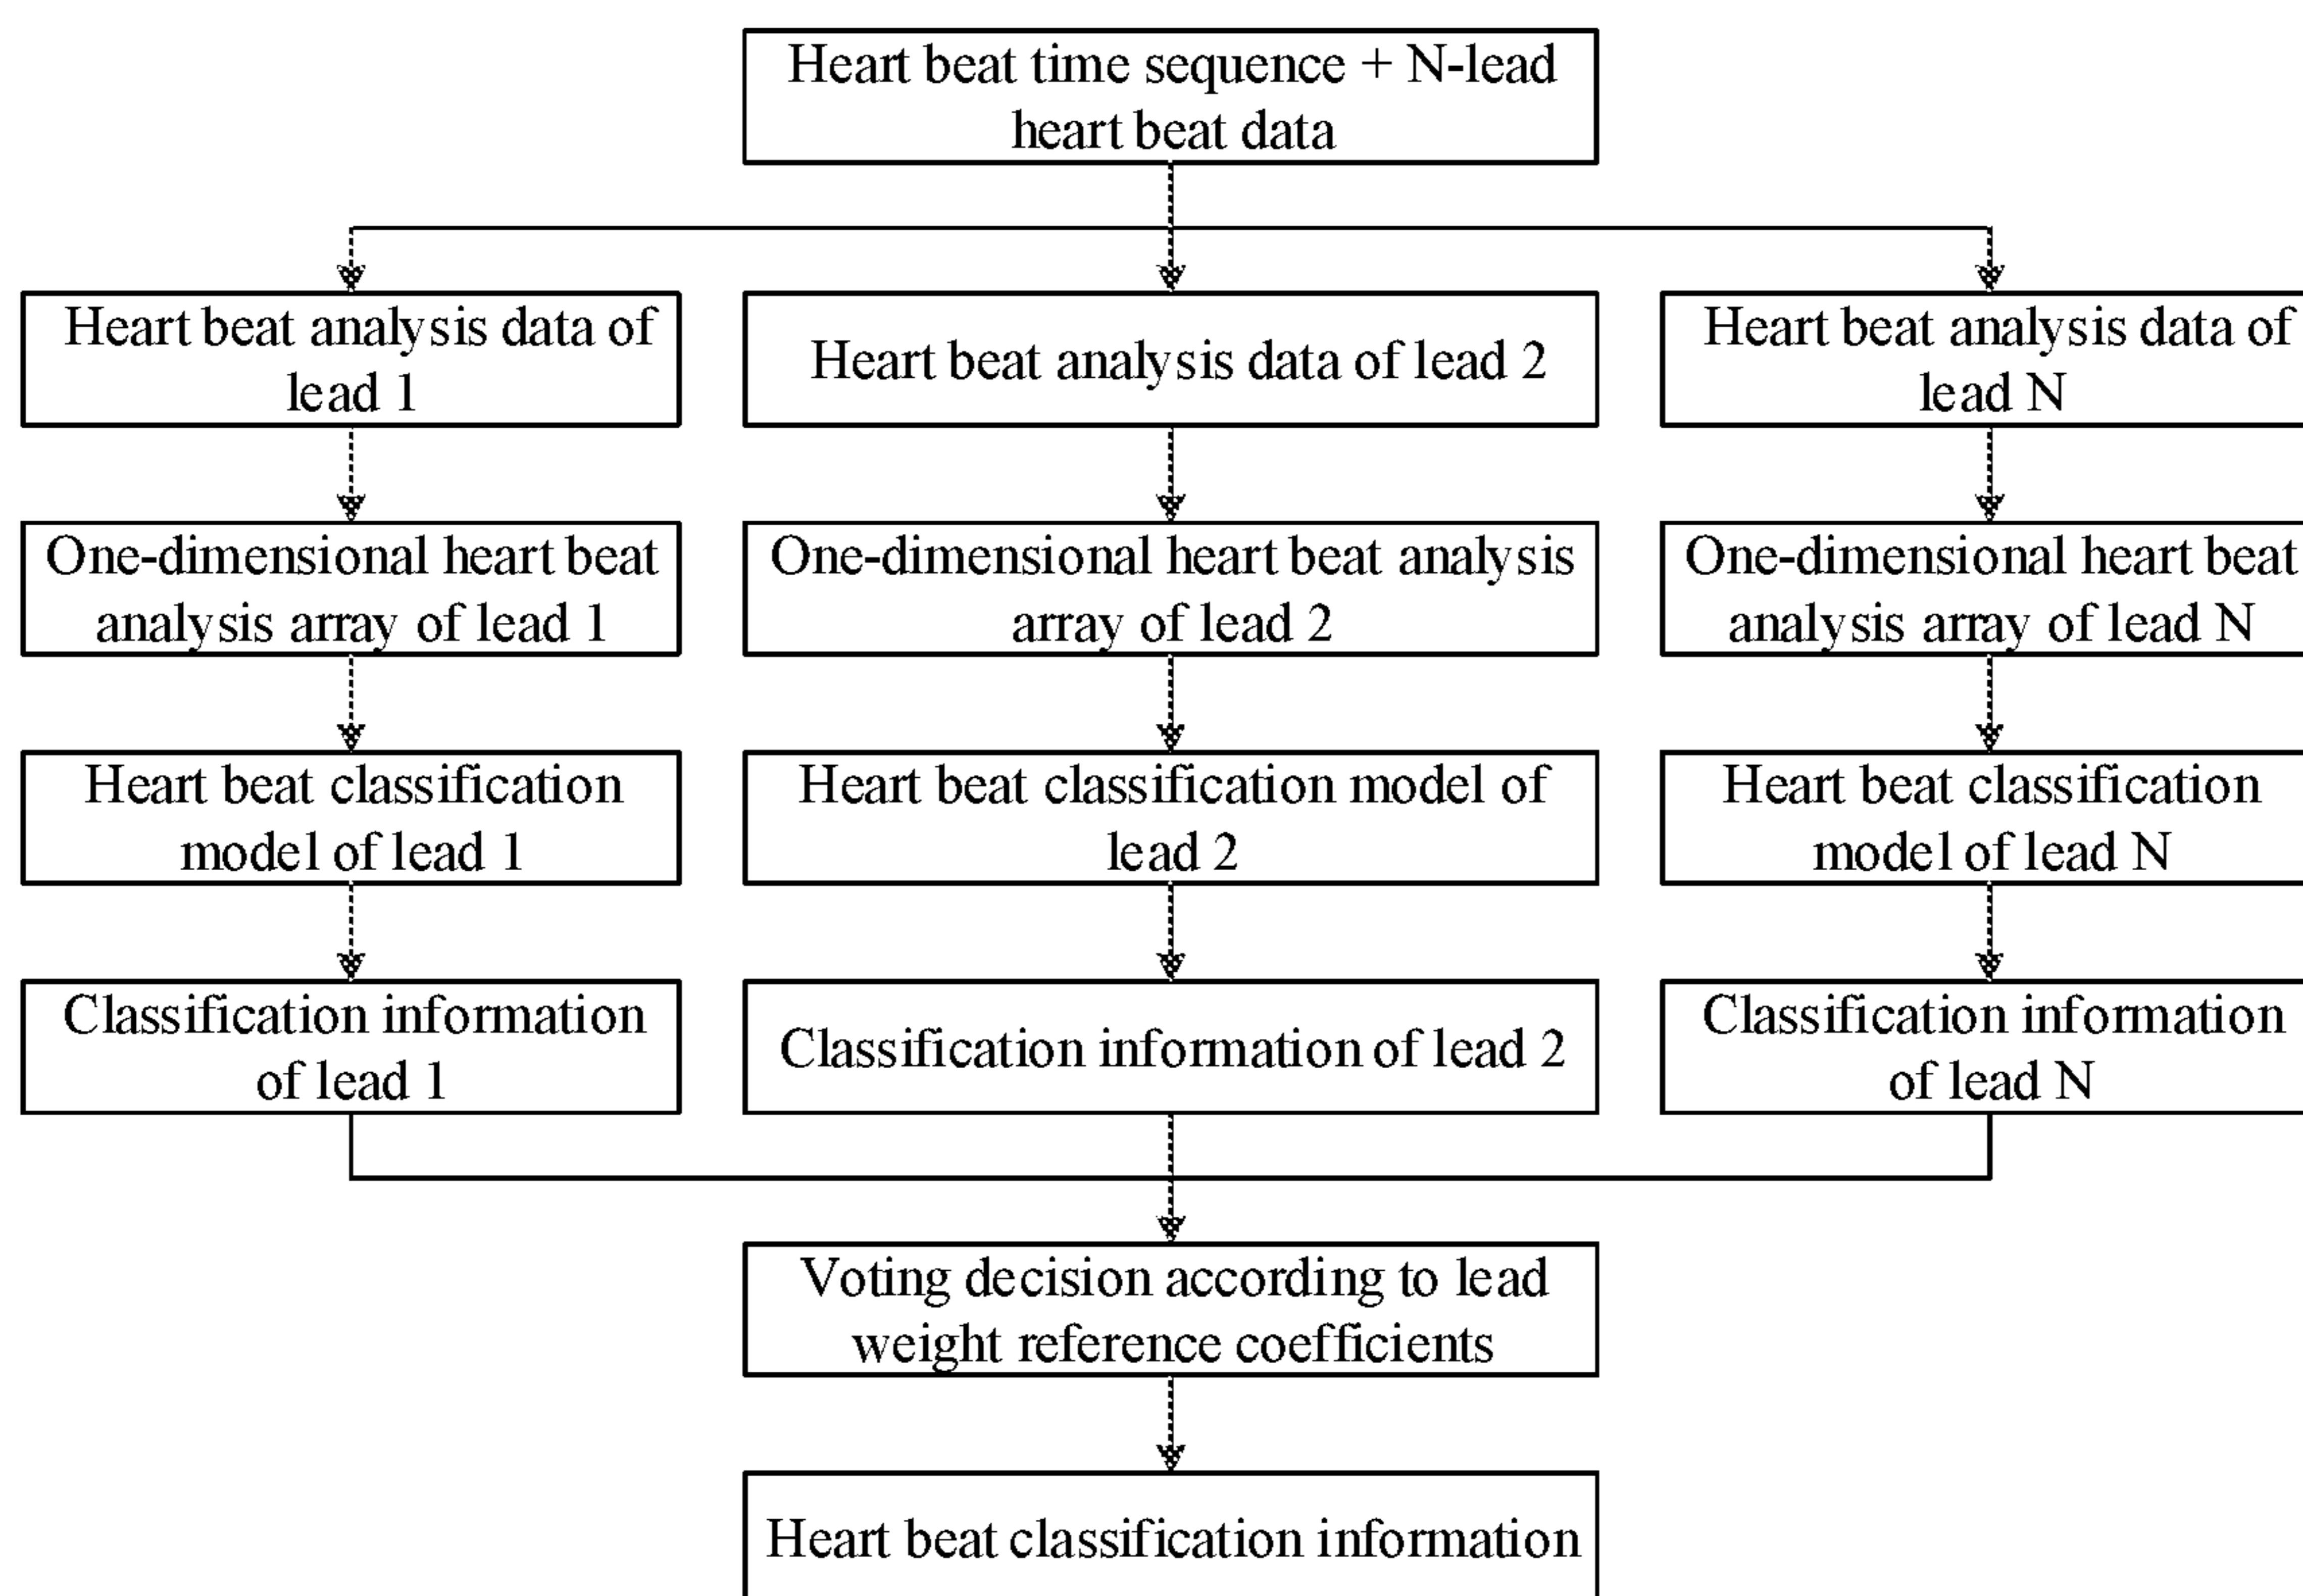 Heart beat time sequence + N-lead
heart beat data
Heart beat analysis data of
lead 1
Heart beat analysis data of lead 2
Heart beat analysis data of
lead N
One-dimensional heart beat
analysis array of lead 1
One-dimensional heart beat analysis
array of lead 2
One-dimensional heart beat
analysis array of lead N
Heart beat classification
model of lead 1
Heart beat classification model of
lead 2
Heart beat classification
model of lead N
Classification information
of lead 1
Classification information of lead 2
Classification information
of lead N
Voting decision according to lead
weight reference coefficients
Heart beat classification information